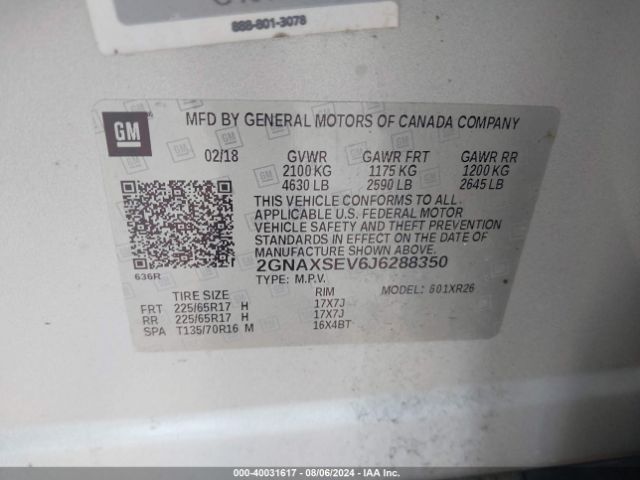 888-801-3078
GM
MFD BY GENERAL MOTORS OF CANADA COMPANY
02/18 GVWR GAWR FRT GAWR RR
2100 KG 1175 KG 1200 KG
4630 LB 2590 LB 2645 LB
THIS VEHICLE CONFORMS TO ALL
APPLICABLE U.S. FEDERAL MOTOR
VEHICLE SAFETY AND THEFT PREVENTION
STANDARDS IN EFFECT ON THE DATE OF
MANUFACTURE SHOWN ABOVE.
2GNAXSEV6J6288350
636R
TYPE: M.P.V. MODEL: 601XR26
TIRE SIZE RIM
FRT 225/65R17 H 17X7J
RR 225/65R17 H 17X7J
SPA T135/70R16 M 16X4BT
000-40031617 - 08/06/2024 - IAA Holdings, LLC